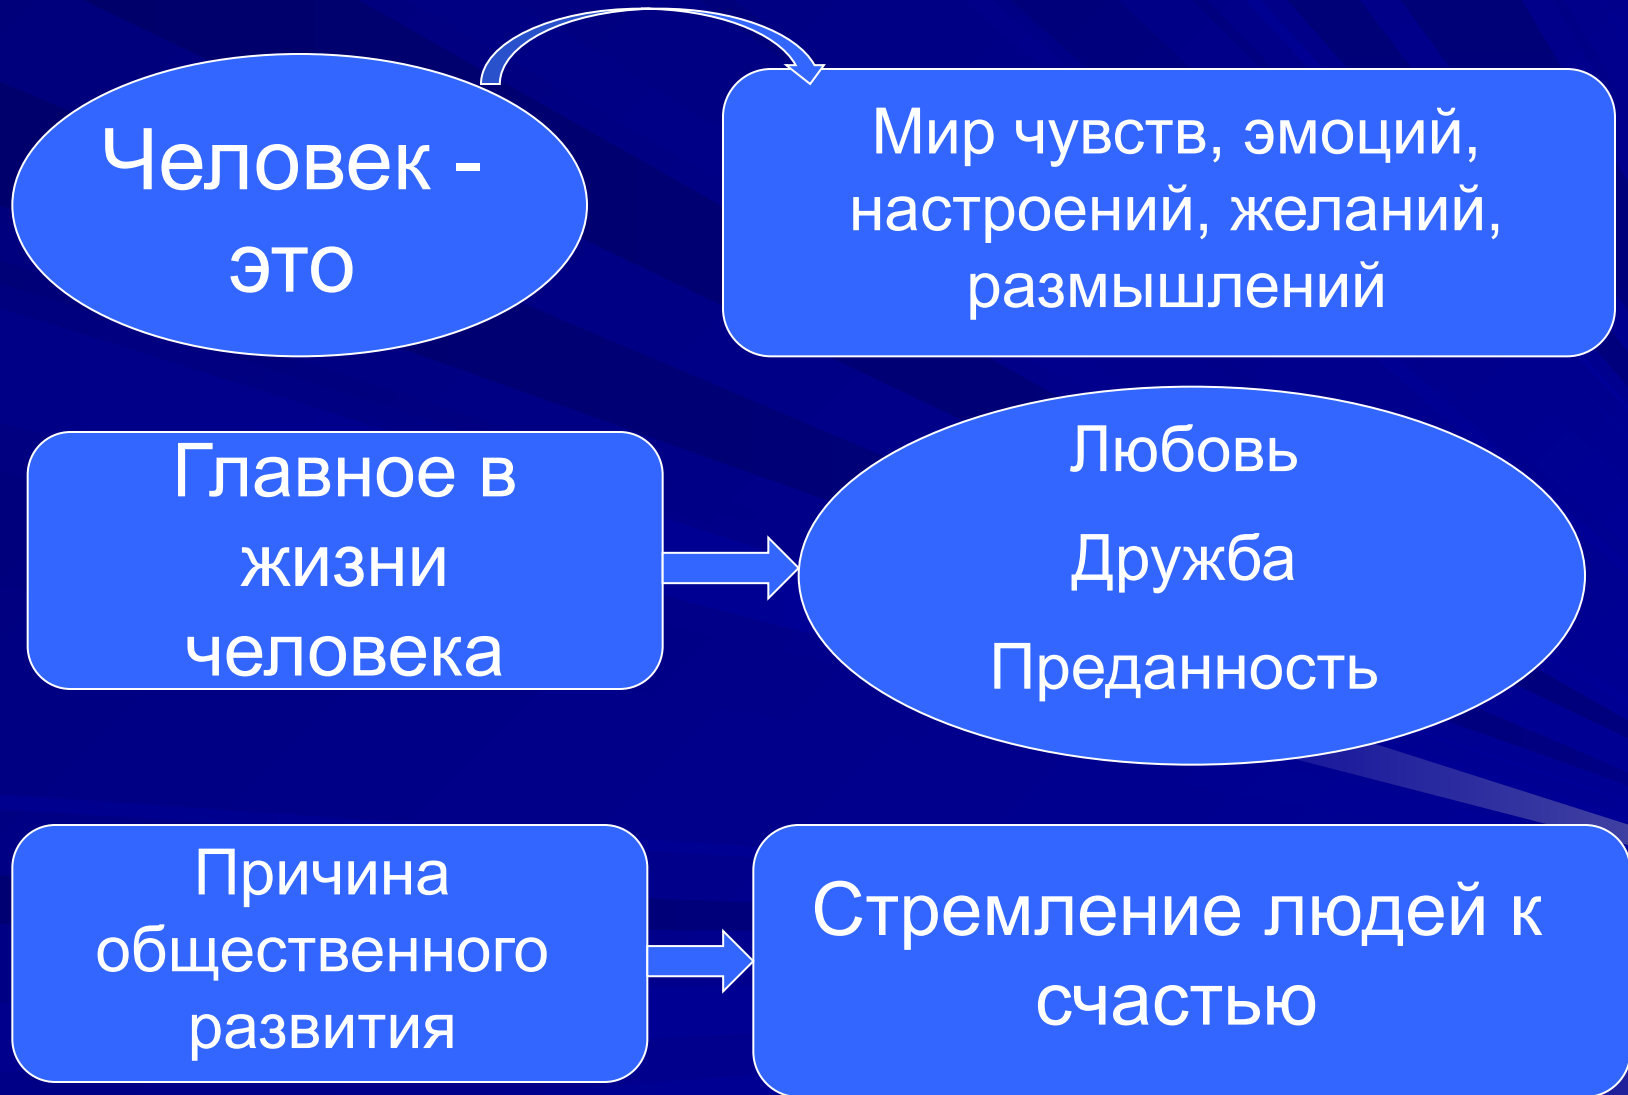 Человек -
это
Мир чувств, эмоций,
настроений, желаний,
размышлений
Главное в
жизни
человека
Любовь
Дружба
Преданность
Причина
общественного
развития
Стремление людей к
счастью